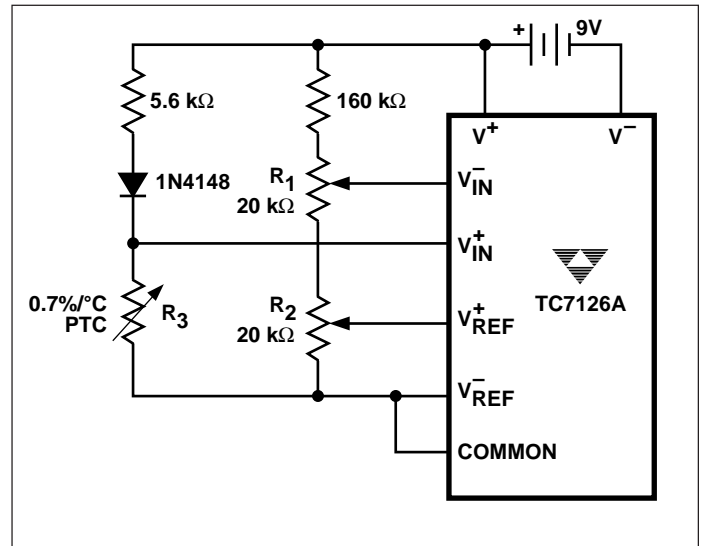 + 9V
5.6 kΩ
160 kΩ
V+ V–
1N4148
R1
20 kΩ
V–IN
V+IN
0.7%/°C
PTC
R3
R2
20 kΩ
V+REF
TC7126A
V–REF
COMMON